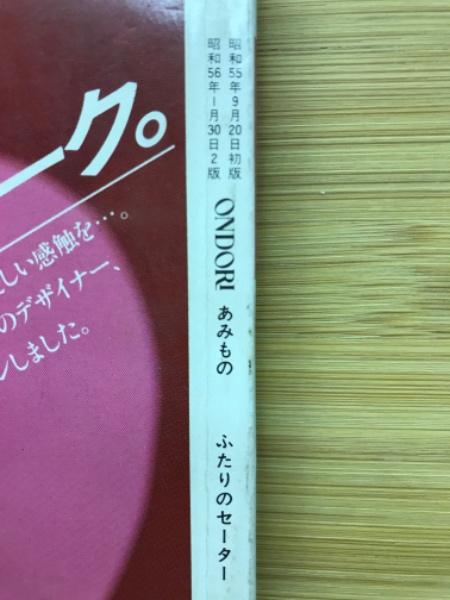 昭和55年9月20日初版
昭和56年1月30日2版
ONDORI
あみもの
ふたりのセーター
ーク。
しい感触を…。
のデザイナー、
しました。